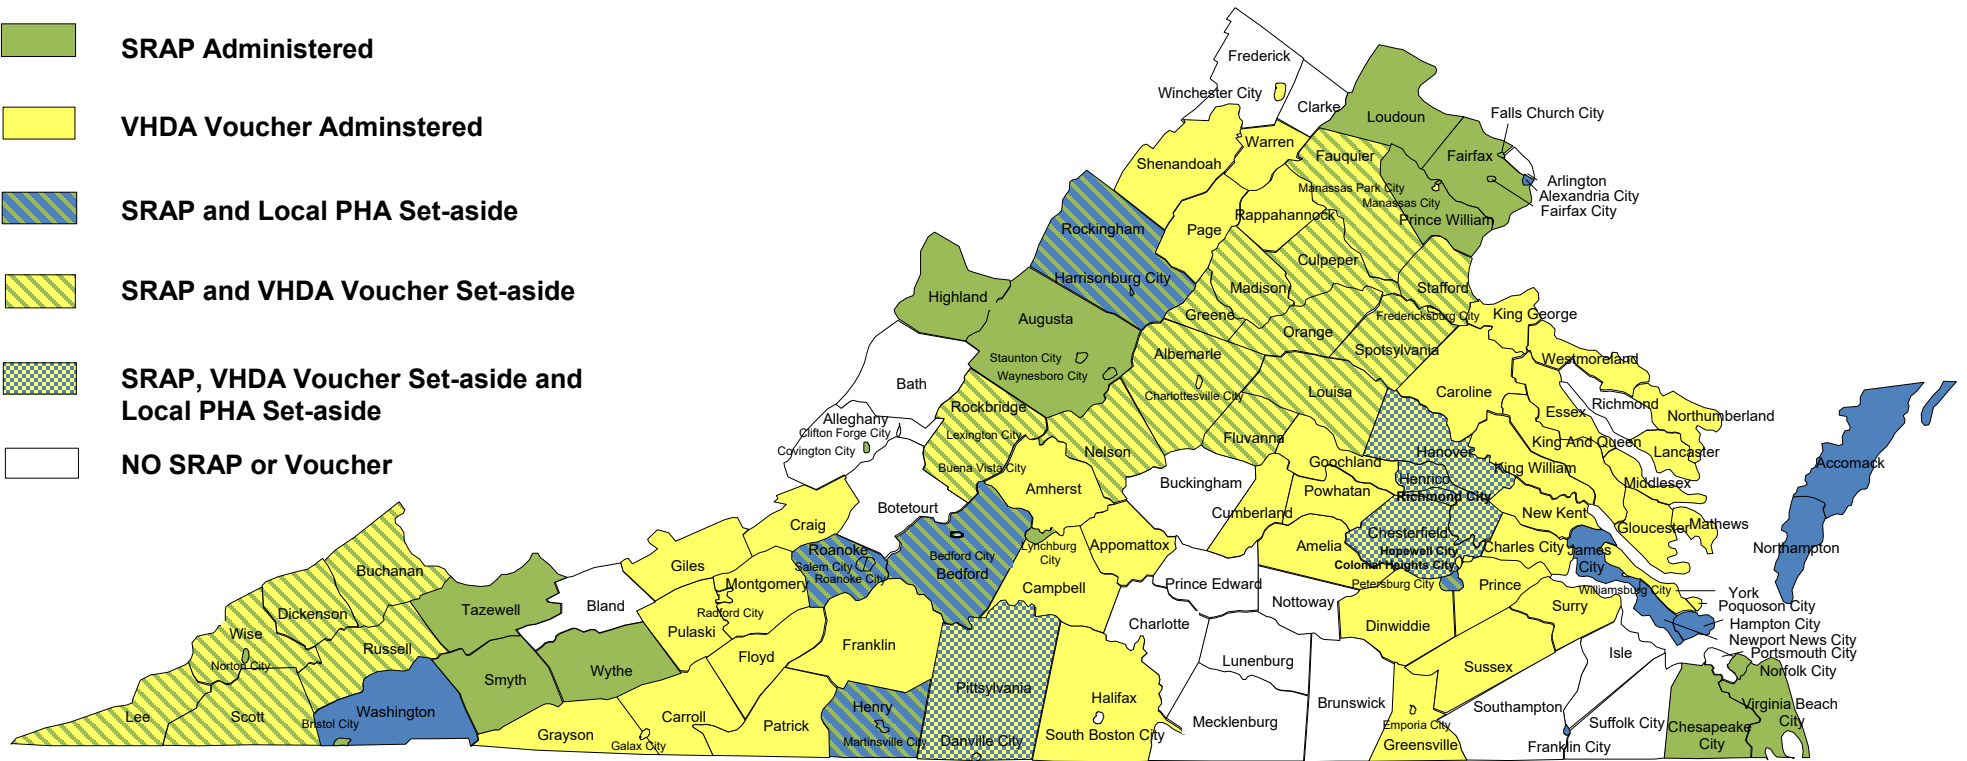 SRAP Administered
VHDA Voucher Adminstered
SRAP and Local PHA Set-aside
SRAP and VHDA Voucher Set-aside
SRAP, VHDA Voucher Set-aside and
Local PHA Set-aside
NO SRAP or Voucher
Frederick
Winchester City
Clarke
Loudoun
Falls Church City
Warren
Shenandoah
Fauquier
Fairfax
Arlington
Alexandria City
Fairfax City
Manassas Park City
Manassas City
Prince William
Rappahannock
Page
Rockingham
Harrisonburg City
Culpeper
Madison
Stafford
Highland
Augusta
Greene
Orange
Fredericksburg City
King George
Staunton City
Waynesboro City
Albemarle
Spotsylvania
Westmoreland
Bath
Charlottesville City
Louisa
Caroline
Rockbridge
Essex
Richmond
Northumberland
Alleghany
Clifton Forge City
Covington City
Lexington City
Nelson
Fluvanna
King And Queen
Lancaster
Hanover
Goochland
King William
Accomack
Buena Vista City
Buckingham
Henrico
Middlesex
Amherst
Powhatan
Richmond City
Botetourt
Cumberland
New Kent
Craig
Gloucester
Mathews
Chesterfield
Roanoke
Lynchburg
City
Appomattox
Amelia
Hopewell City
Charles City
James
City
Northampton
Bedford City
Bedford
Salem City
Roanoke City
Colonial Heights City
Giles
Buchanan
Montgomery
Campbell
Prince Edward
Petersburg City
Prince
Williamsburg City
York
Poquoson City
Hampton City
Newport News City
Portsmouth City
Norfolk City
Dickenson
Tazewell
Bland
Radford City
Nottoway
Surry
Wise
Pulaski
Charlotte
Dinwiddie
Russell
Floyd
Franklin
Isle
Norton City
Wythe
Lunenburg
Sussex
Smyth
Pittsylvania
Halifax
Brunswick
Southampton
Virginia Beach
City
Lee
Scott
Bristol City
Washington
Carroll
Patrick
Henry
Martinsville City
Mecklenburg
Emporia City
Suffolk City
Chesapeake
City
Grayson
Galax City
Danville City
South Boston City
Greensville
Franklin City